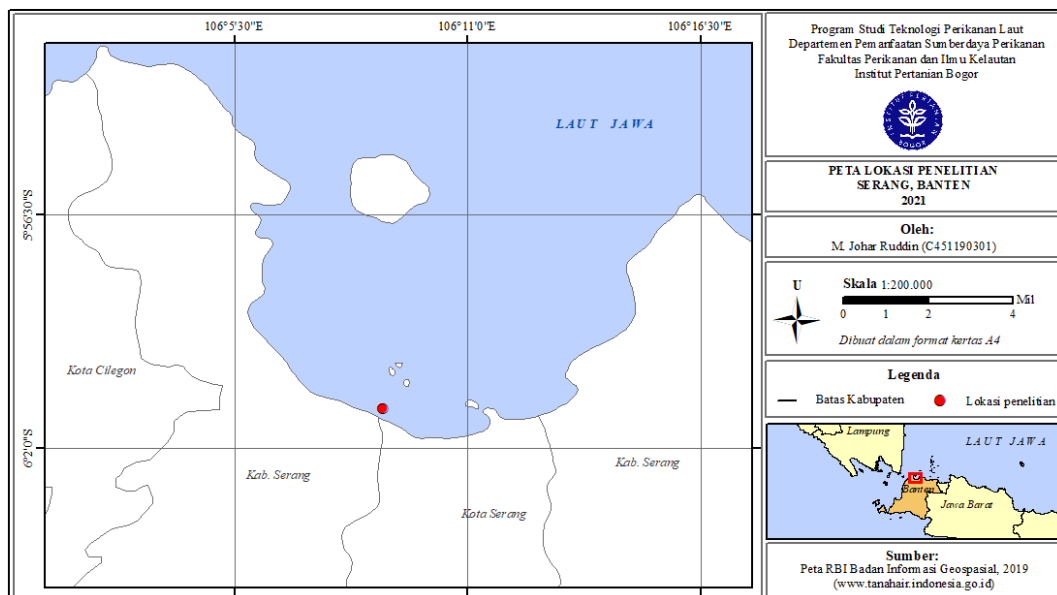 106°5'30"E
106°11'0"E
106°16'30"E
5°56'30"S
6°2'0"S
LAUT JAWA
Kota Cilegon
Kab. Serang
Kota Serang
Kab. Serang
Program Studi Teknologi Perikanan Laut
Departemen Pemanfaatan Sumberdaya Perikanan
Fakultas Perikanan dan Ilmu Kelautan
Institut Pertanian Bogor
INSTITUT PERTANIAN
BOGOR
PETA LOKASI PENELITIAN
SERANG, BANTEN
2021
Oleh:
M. Johar Ruddin (C451190301)
U
Skala 1:200.000
Mil
0 1 2 4
Dibuat dalam format kertas A4
Legenda
Batas Kabupaten
Lokasi penelitian
Lampung
LAUT JAWA
Banten
Jawa Barat
Sumber:
Peta RBI Badan Informasi Geospasial, 2019
(www.tanahair.indonesia.go.id)